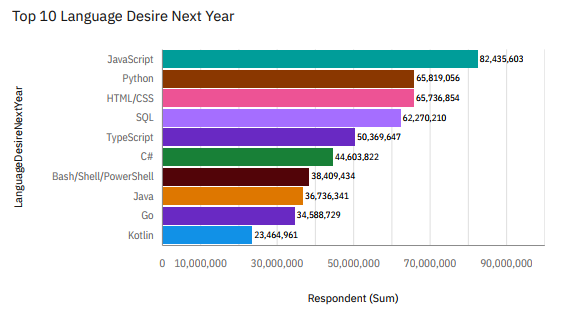 Top 10 Language Desire Next Year
LanguageDesireNextYear
JavaScript 82,435,603
Python 65,819,056
HTML/CSS 65,736,854
SQL 62,270,210
TypeScript 50,369,647
C# 44,603,822
Bash/Shell/PowerShell 38,409,434
Java 36,736,341
Go 34,588,729
Kotlin 23,464,961
0 10,000,000 30,000,000 50,000,000 70,000,000 90,000,000
Respondent (Sum)